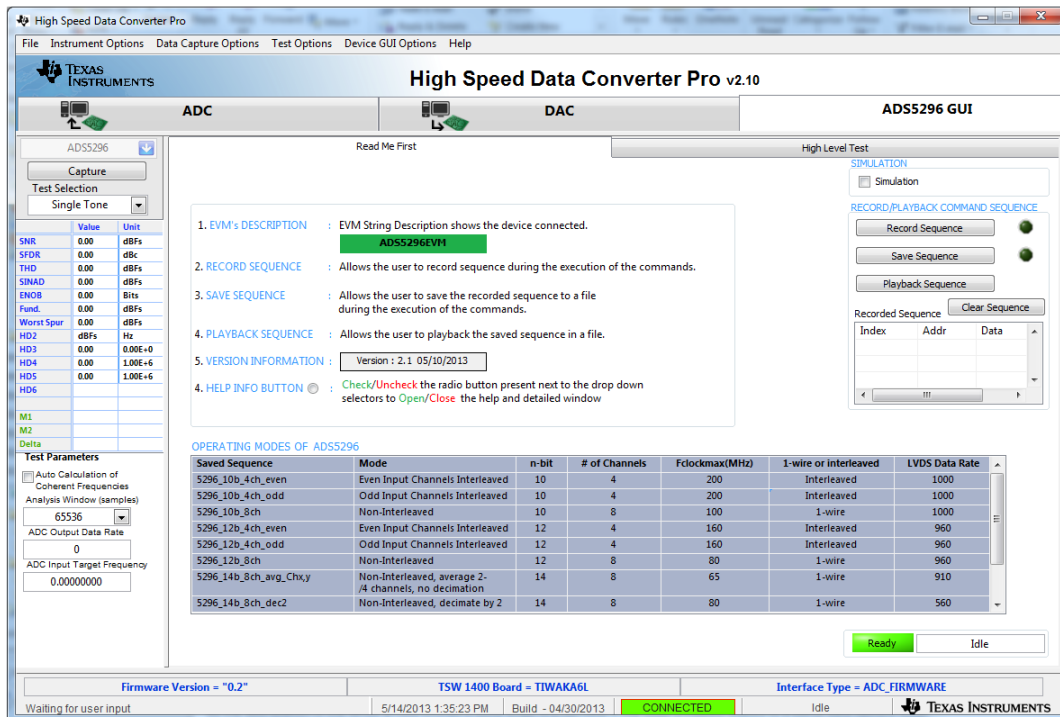 High Speed Data Converter Pro
File Instrument Options Data Capture Options Test Options Device GUI Options Help
TEXAS INSTRUMENTS
High Speed Data Converter Pro v2.10
ADC
DAC
ADS5296 GUI
ADS5296
Capture
Test Selection
Single Tone
Value Unit
SNR 0.00 dBFs
SFDR 0.00 dBc
THD 0.00 dBFs
SINAD 0.00 dBFs
ENOB 0.00 Bits
Fund. 0.00 dBFs
Worst Spur 0.00 dBFs
HD2 dBFs Hz
HD3 0.00 0.00E+0
HD4 0.00 1.00E+6
HD5 0.00 1.00E+6
HD6
M1
M2
Delta
Test Parameters
Auto Calculation of
Coherent Frequencies
Analysis Window (samples)
65536
ADC Output Data Rate
0
ADC Input Target Frequency
0.00000000
Read Me First
High Level Test
1. EVM's DESCRIPTION : EVM String Description shows the device connected.
ADS5296EVM
2. RECORD SEQUENCE : Allows the user to record sequence during the execution of the commands.
3. SAVE SEQUENCE : Allows the user to save the recorded sequence to a file
during the execution of the commands.
4. PLAYBACK SEQUENCE : Allows the user to playback the saved sequence in a file.
5. VERSION INFORMATION : Version : 2.1 05/10/2013
4. HELP INFO BUTTON : Check/Uncheck the radio button present next to the drop down
selectors to Open/Close the help and detailed window
SIMULATION
Simulation
RECORD/PLAYBACK COMMAND SEQUENCE
Record Sequence
Save Sequence
Playback Sequence
Recorded Sequence Clear Sequence
Index Addr Data
OPERATING MODES OF ADS5296
Saved Sequence Mode n-bit # of Channels Fclockmax(MHz) 1-wire or interleaved LVDS Data Rate
5296_10b_4ch_even Even Input Channels Interleaved 10 4 200 Interleaved 1000
5296_10b_4ch_odd Odd Input Channels Interleaved 10 4 200 Interleaved 1000
5296_10b_8ch Non-Interleaved 10 8 100 1-wire 1000
5296_12b_4ch_even Even Input Channels Interleaved 12 4 160 Interleaved 960
5296_12b_4ch_odd Odd Input Channels Interleaved 12 4 160 Interleaved 960
5296_12b_8ch Non-Interleaved 12 8 80 1-wire 960
5296_14b_8ch_avg_Chx,y Non-Interleaved, average 2- 14 8 65 1-wire 910
/4 channels, no decimation
5296_14b_8ch_dec2 Non-Interleaved, decimate by 2 14 8 80 1-wire 560
Ready Idle
Firmware Version = "0.2" TSW 1400 Board = TIWAKA6L Interface Type = ADC_FIRMWARE
Waiting for user input 5/14/2013 1:35:23 PM Build - 04/30/2013 CONNECTED Idle TEXAS INSTRUMENTS